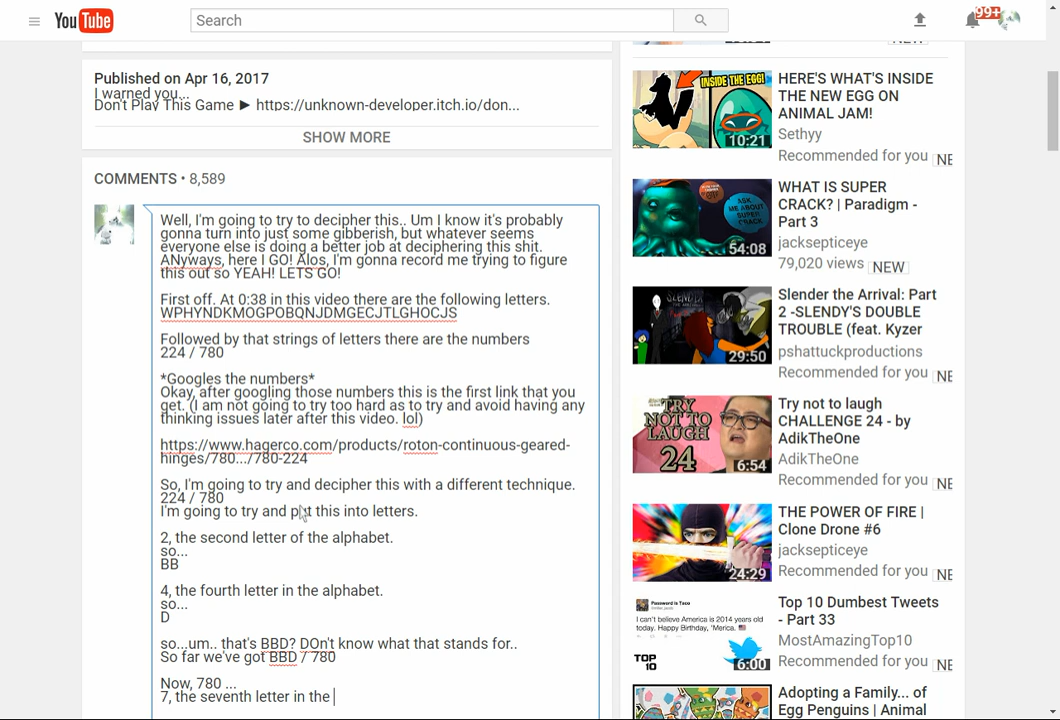 YouTube
Search
99+
NEW
Published on Apr 16, 2017
I warned you...
Don't Play This Game ► https://unknown-developer.itch.io/don...
SHOW MORE
COMMENTS • 8,589
Well, I'm going to try to decipher this.. Um I know it's probably
gonna turn into just some gibberish, but whatever seems
everyone else is doing a better job at deciphering this shit.
ANyways, here I GO! Alos, I'm gonna record me trying to figure
this out so YEAH! LETS GO!
First off. At 0:38 in this video there are the following letters.
WPHYNDKMOGPOBQNJDMGECJTLGHOCJS
Followed by that strings of letters there are the numbers
224 / 780
*Googles the numbers*
Okay, after googling those numbers this is the first link that you
get. (I am not going to try too hard as to try and avoid having any
thinking issues later after this video. lol)
https://www.hagerco.com/products/roton-continuous-geared-
hinges/780.../780-224
So, I'm going to try and decipher this with a different technique.
224 / 780
I'm going to try and put this into letters.
2, the second letter of the alphabet.
so...
BB
4, the fourth letter in the alphabet.
so...
D
so...um.. that's BBD? DOn't know what that stands for..
So far we've got BBD / 780
Now, 780 ...
7, the seventh letter in the
INSIDE THE EGG!
10:21
HERE'S WHAT'S INSIDE
THE NEW EGG ON
ANIMAL JAM!
Sethyy
Recommended for you NE
ASK
ME ABOUT
SUPER
CRACK!
54:08
WHAT IS SUPER
CRACK? | Paradigm -
Part 3
jacksepticeye
79,020 views NEW
SLENDER
THE ARRIVAL
29:50
Slender the Arrival: Part
2 -SLENDY'S DOUBLE
TROUBLE (feat. Kyzer
pshattuckproductions
Recommended for you NE
TRY
NOT TO
LAUGH
24
6:54
Try not to laugh
CHALLENGE 24 - by
AdikTheOne
AdikTheOne
Recommended for you NE
24:29
THE POWER OF FIRE |
Clone Drone #6
jacksepticeye
Recommended for you NE
Password is Taco
I can't believe America is 2014 years old
today. Happy Birthday, 'Merica.
TOP
10
6:00
Top 10 Dumbest Tweets
- Part 33
MostAmazingTop10
Recommended for you NE
Adopting a Family... of
Egg Penguins | Animal